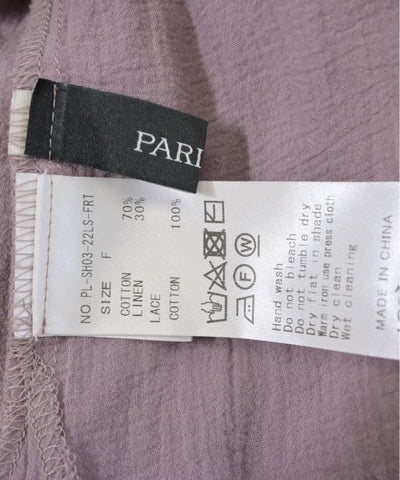 PARI
NO. PL-SH03-22LS-FRT
SIZE F
COTTON 70%
LINEN 30%
LACE
COTTON 100%
Hand wash
Do not bleach
Do not tumble dry
Dry flat in shade
Warm iron use press cloth
Dry clean
Wet cleaning
MADE IN CHINA